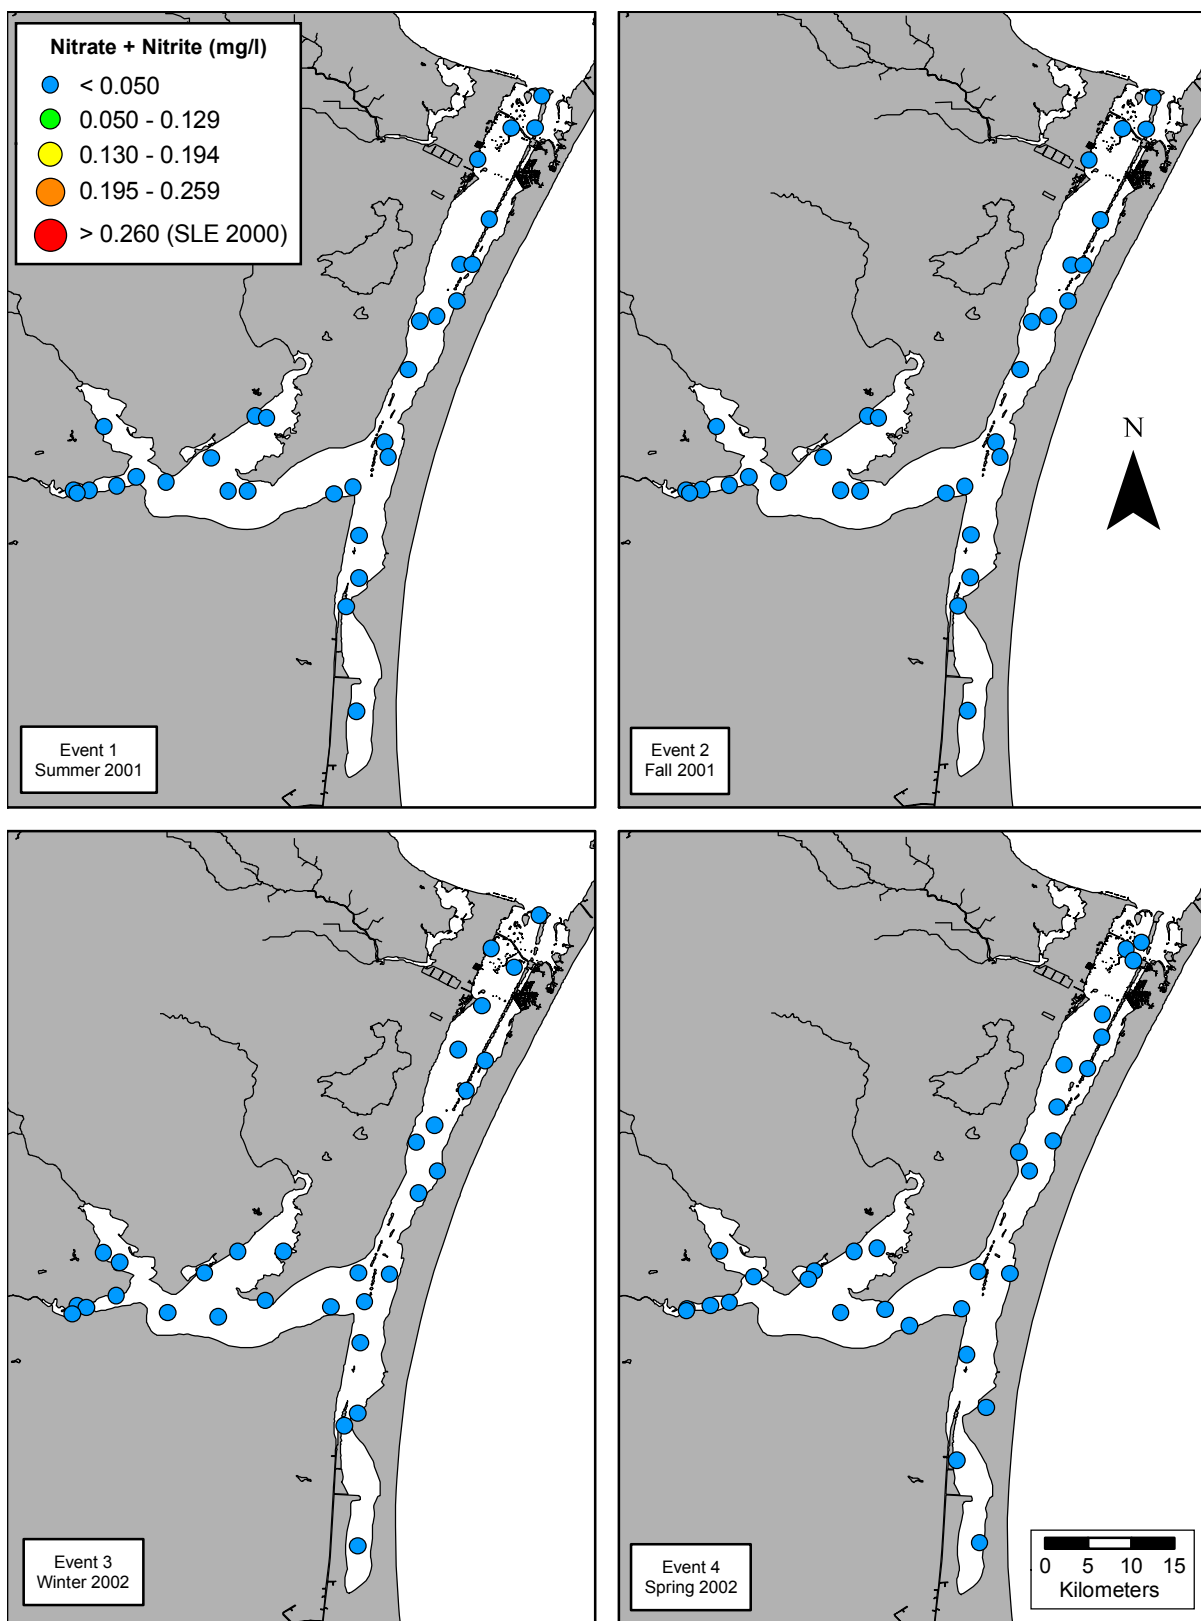 Nitrate + Nitrite (mg/l)
< 0.050
0.050 - 0.129
0.130 - 0.194
0.195 - 0.259
> 0.260 (SLE 2000)
Event 1
Summer 2001
N
Event 2
Fall 2001
Event 3
Winter 2002
Event 4
Spring 2002
0 5 10 15
Kilometers